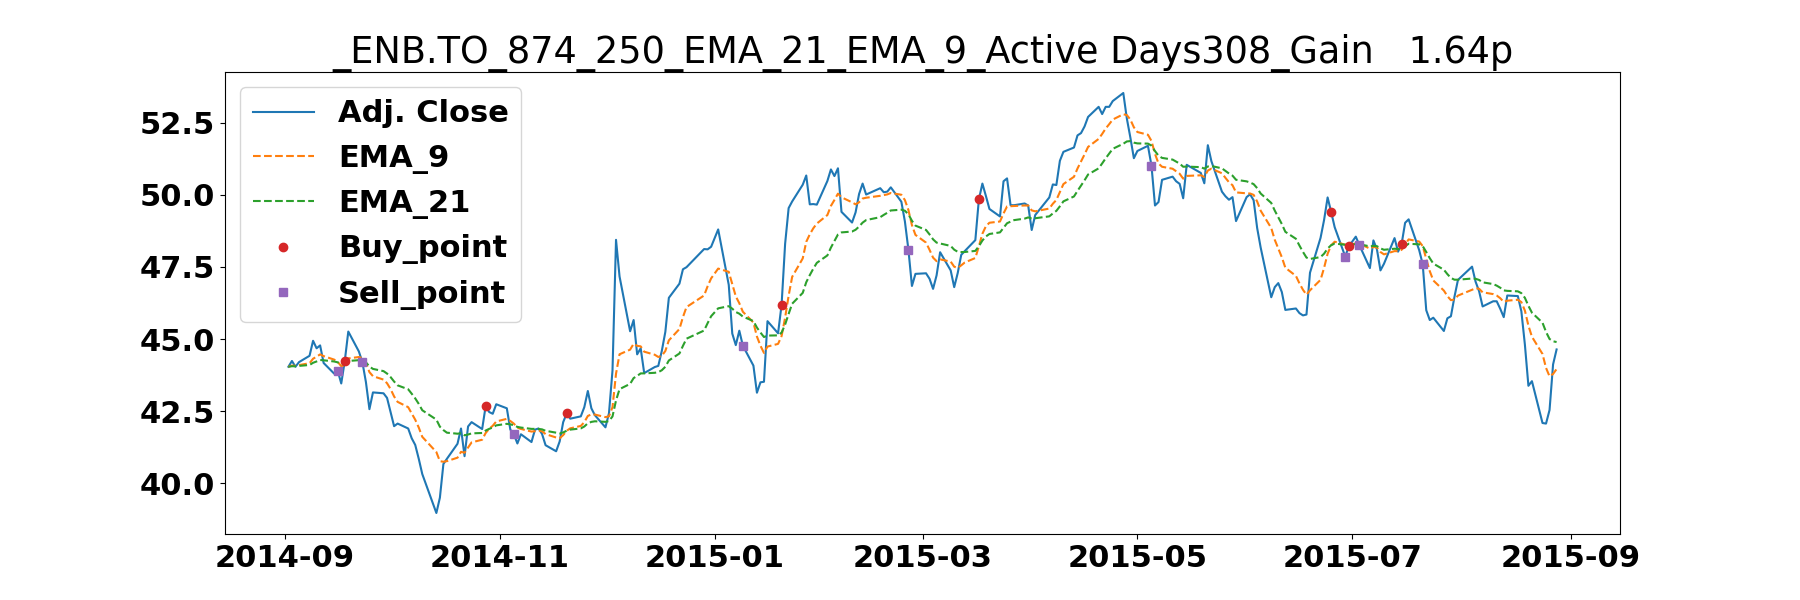 _ENB.TO_874_250_EMA_21_EMA_9_Active Days308_Gain   1.64p
Adj. Close
EMA_9
EMA_21
Buy_point
Sell_point
52.5
50.0
47.5
45.0
42.5
40.0
2014-09 2014-11 2015-01 2015-03 2015-05 2015-07 2015-09